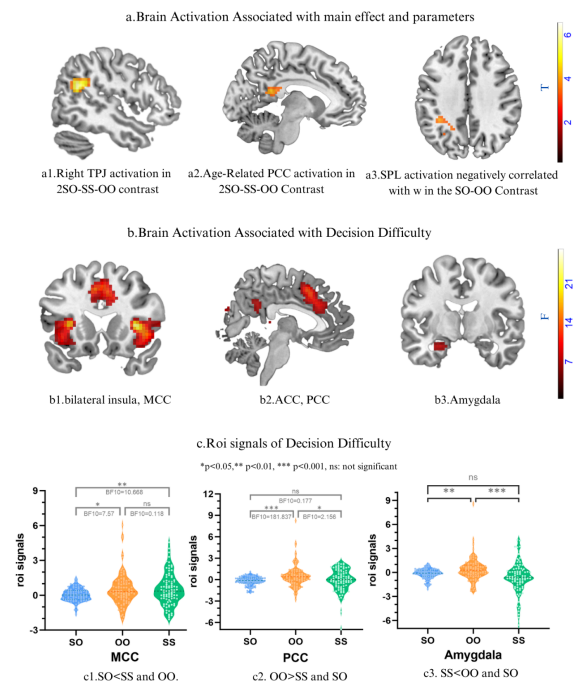 a.Brain Activation Associated with main effect and parameters
6
4
2
T
a1.Right TPJ activation in
2SO-SS-OO contrast
a2.Age-Related PCC activation in
2SO-SS-OO Contrast
a3.SPL activation negatively correlated
with w in the SO-OO Contrast
b.Brain Activation Associated with Decision Difficulty
21
14
7
F
b1.bilateral insula, MCC
b2.ACC, PCC
b3.Amygdala
c.Roi signals of Decision Difficulty
*p<0.05,** p<0.01, *** p<0.001, ns: not significant
**
BF10=10.668
*
BF10=7.57
ns
BF10=0.118
9
6
3
0
-3
roi signals
SO
OO
SS
MCC
c1.SO<SS and OO.
ns
BF10=0.177
***
BF10=181.837
*
BF10=2.156
12
9
6
3
0
-3
-6
roi signals
SO
OO
SS
PCC
c2. OO>SS and SO
ns
**
***
9
6
3
0
-3
-6
roi signals
SO
OO
SS
Amygdala
c3. SS<OO and SO